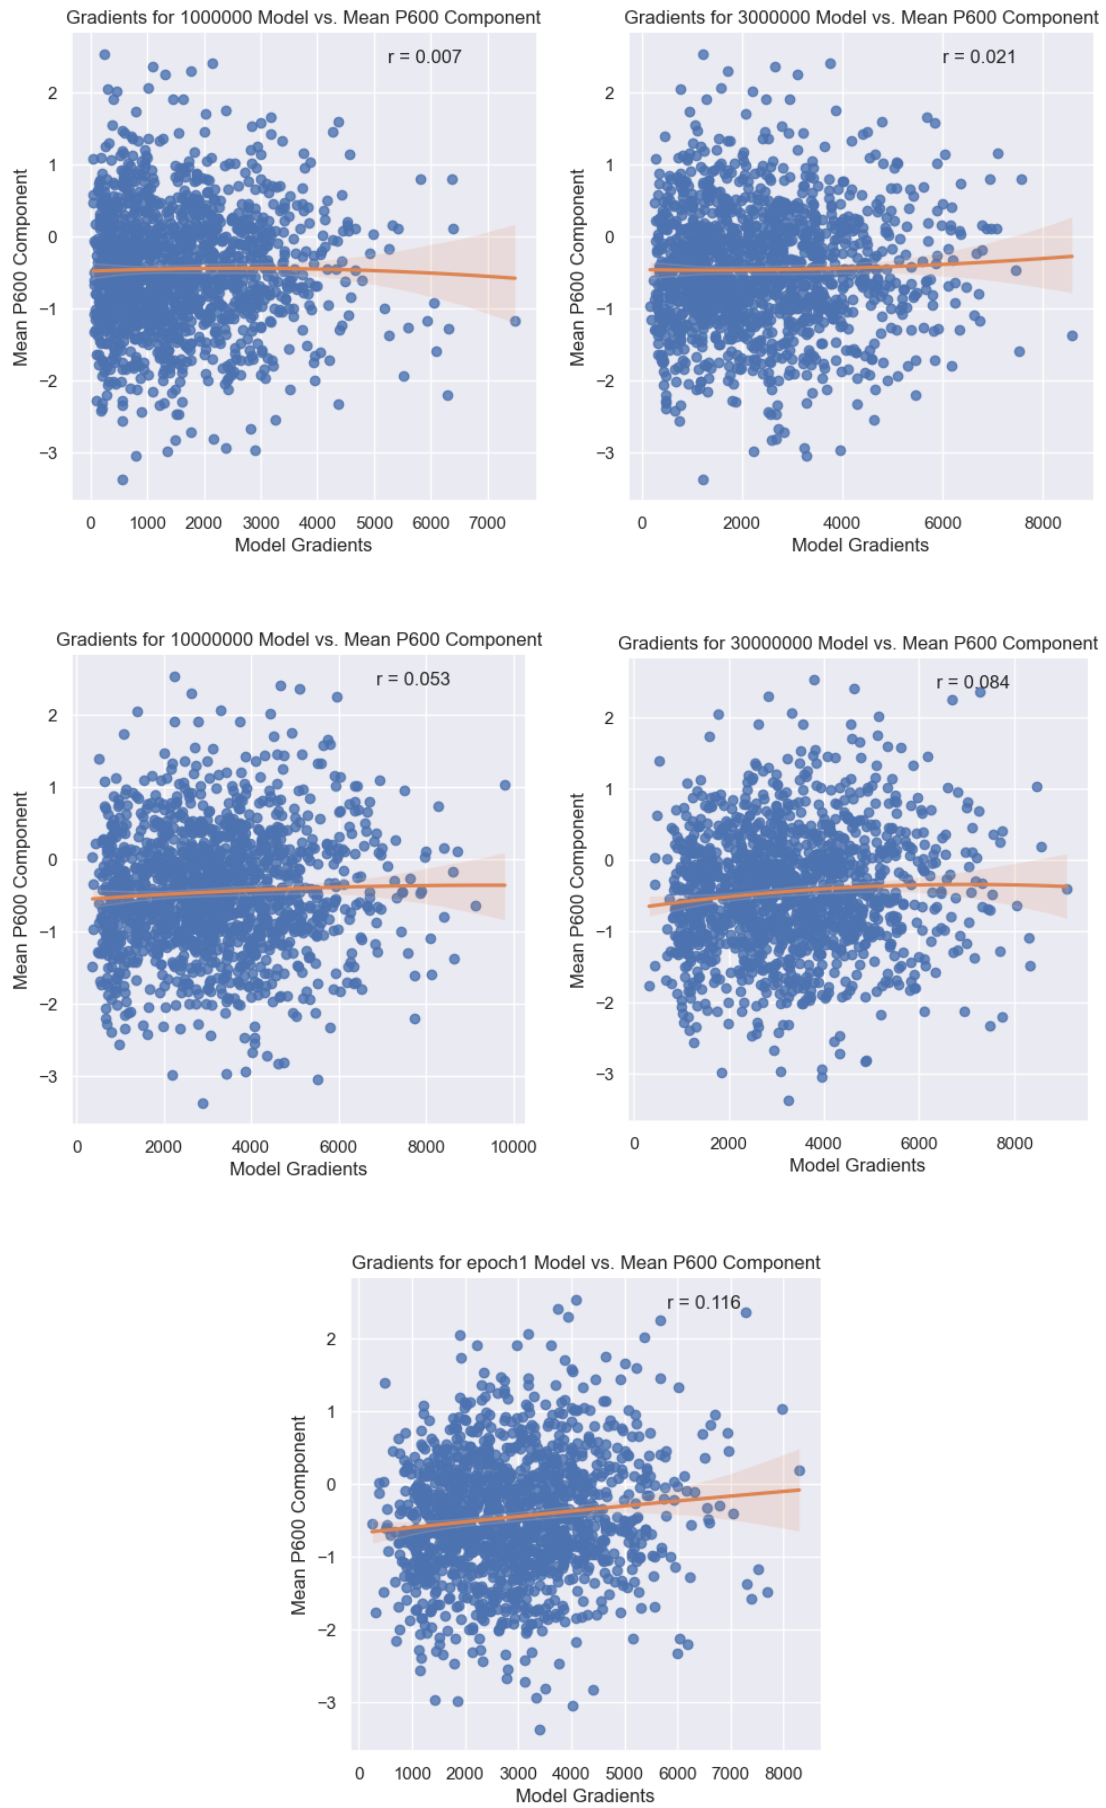 Gradients for 1000000 Model vs. Mean P600 Component
r = 0.007
2
1
0
−1
−2
−3
Mean P600 Component
0 1000 2000 3000 4000 5000 6000 7000
Model Gradients
Gradients for 3000000 Model vs. Mean P600 Component
r = 0.021
2
1
0
−1
−2
−3
Mean P600 Component
0 2000 4000 6000 8000
Model Gradients
Gradients for 10000000 Model vs. Mean P600 Component
r = 0.053
2
1
0
−1
−2
−3
Mean P600 Component
0 2000 4000 6000 8000 10000
Model Gradients
Gradients for 30000000 Model vs. Mean P600 Component
r = 0.084
2
1
0
−1
−2
−3
Mean P600 Component
0 2000 4000 6000 8000
Model Gradients
Gradients for epoch1 Model vs. Mean P600 Component
r = 0.116
2
1
0
−1
−2
−3
Mean P600 Component
0 1000 2000 3000 4000 5000 6000 7000 8000
Model Gradients